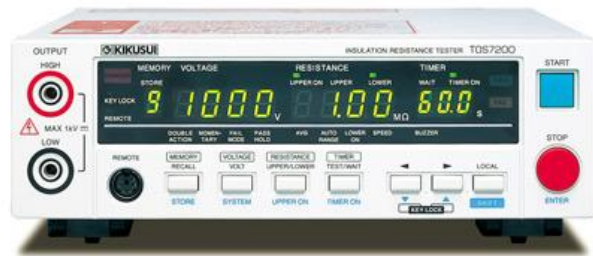 OUTPUT
HIGH
MAX 1kV
LOW
KIKUSUI
INSULATION RESISTANCE TESTER TOS7200
MEMORY VOLTAGE RESISTANCE TIMER
STORE UPPER ON UPPER LOWER WAIT TIMER ON
KEY LOCK
REMOTE
9 1000 V 1.00 MΩ 60.0 s
DOUBLE ACTION MOMEN-TARY FAIL MODE PASS HOLD AVG AUTO RANGE LOWER ON SPEED BUZZER
REMOTE
MEMORY VOLTAGE RESISTANCE TIMER
RECALL VOLT UPPER/LOWER TEST/WAIT LOCAL
STORE SYSTEM UPPER ON TIMER ON KEY LOCK SHIFT
START
STOP
ENTER